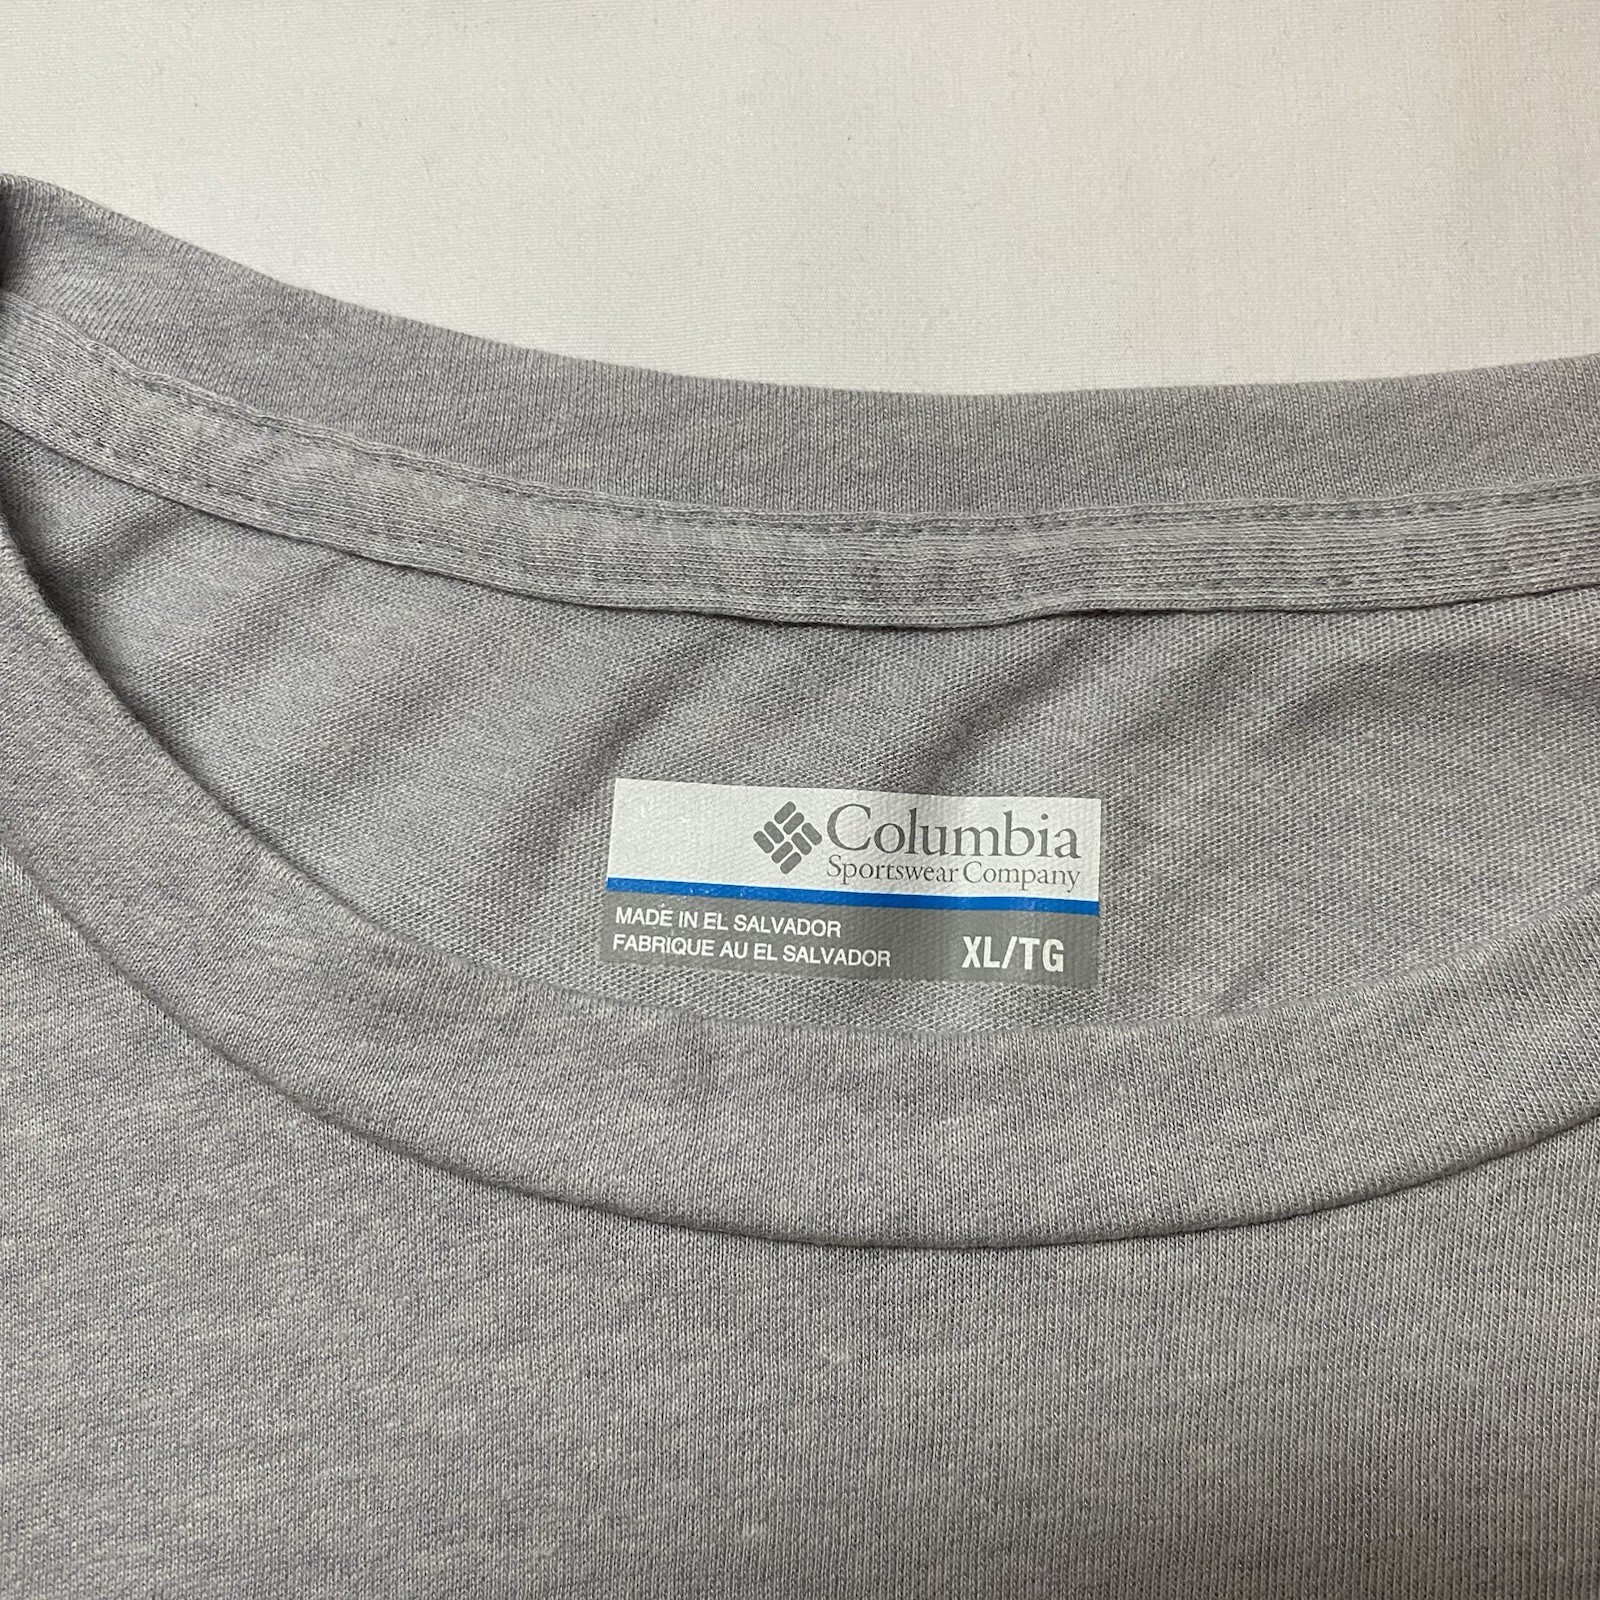 Columbia
Sportswear Company
MADE IN EL SALVADOR
FABRIQUE AU EL SALVADOR
XL/TG